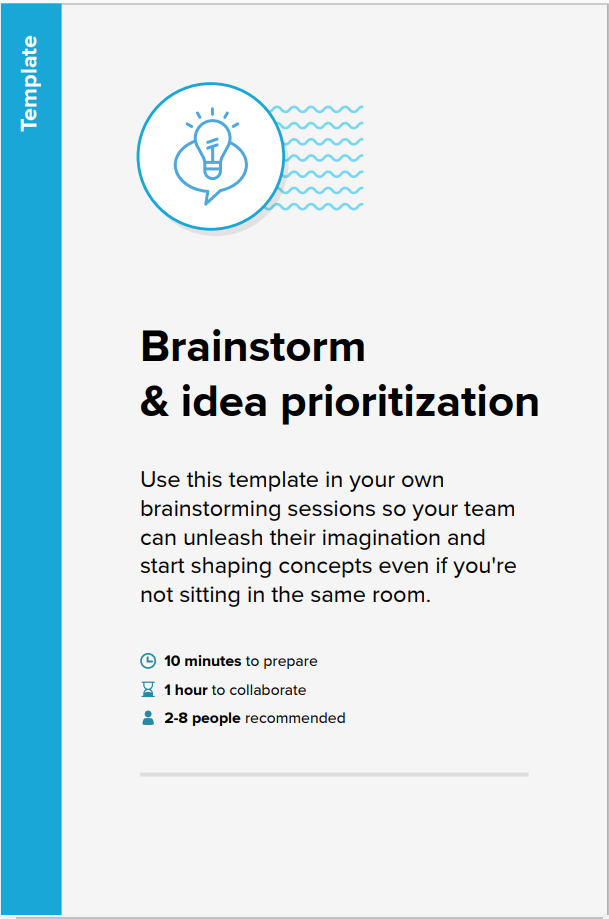 Template
Brainstorm
& idea prioritization
Use this template in your own
brainstorming sessions so your team
can unleash their imagination and
start shaping concepts even if you're
not sitting in the same room.
10 minutes to prepare
1 hour to collaborate
2-8 people recommended